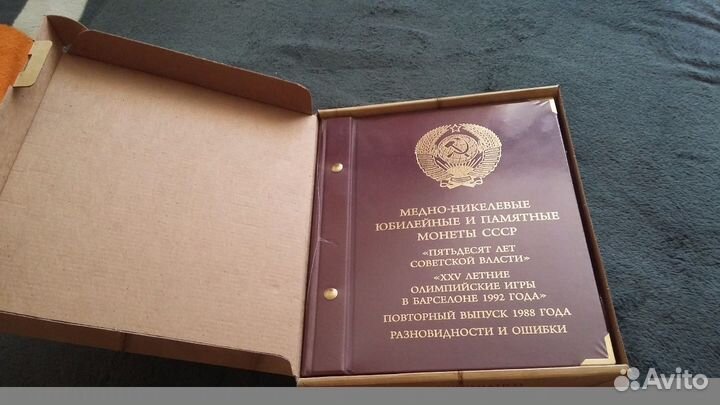 МЕДНО-НИКЕЛЕВЫЕ
ЮБИЛЕЙНЫЕ И ПАМЯТНЫЕ
МОНЕТЫ СССР
«ПЯТЬДЕСЯТ ЛЕТ
СОВЕТСКОЙ ВЛАСТИ»
«XXV ЛЕТНИЕ
ОЛИМПИЙСКИЕ ИГРЫ
В БАРСЕЛОНЕ 1992 ГОДА»
ПОВТОРНЫЙ ВЫПУСК 1988 ГОДА
РАЗНОВИДНОСТИ И ОШИБКИ
Avito